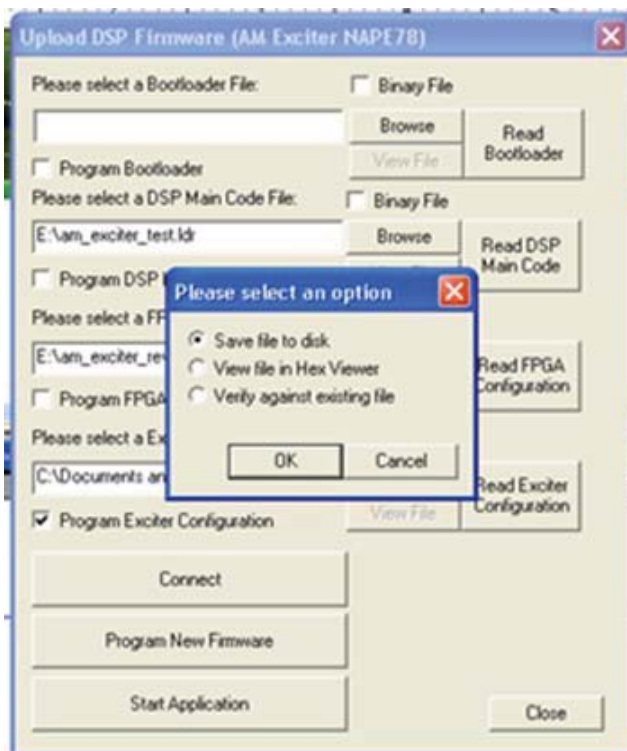 Upload DSP Firmware (AM Exciter NAPE78)
Please select a Bootloader File:
Binary File
Browse
Read
Bootloader
View File
Program Bootloader
Please select a DSP Main Code File:
Binary File
E:\am_exciter_test.ldr
Browse
Read DSP
Main Code
Program DSP
Please select an option
Please select a FF
Save file to disk
View file in Hex Viewer
Verify against existing file
E:\am_exciter_re
Read FPGA
Configuration
Program FPGA
Please select a Ex
OK
Cancel
C:\Documents an
Read Exciter
Configuration
View File
Program Exciter Configuration
Connect
Program New Firmware
Start Application
Close